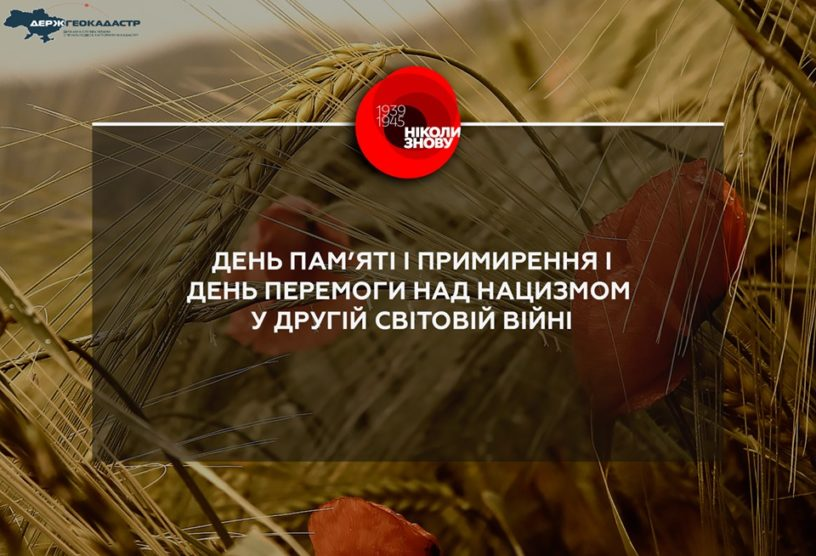 ДЕРЖГЕОКАДАСТР
1939
1945
НІКОЛИ
ЗНОВУ
ДЕНЬ ПАМ’ЯТІ І ПРИМИРЕННЯ І
ДЕНЬ ПЕРЕМОГИ НАД НАЦИЗМОМ
У ДРУГІЙ СВІТОВІЙ ВІЙНІ